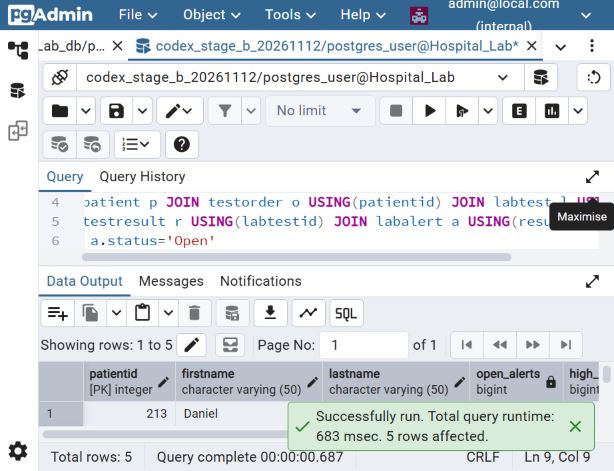 pgAdmin File Object Tools Help admin@local.com
(internal)
_ab_db/p... codex_stage_b_20261112/postgres_user@Hospital_Lab*
codex_stage_b_20261112/postgres_user@Hospital_Lab
No limit E
Query Query History
4 patient p JOIN testorder o USING(patientid) JOIN labtest l USI
5 testresult r USING(labtestid) JOIN labalert a USING(resu
Maximise
6 a.status='Open'
Data Output Messages Notifications
SQL
Showing rows: 1 to 5 Page No: 1 of 1
patientid firstname lastname open_alerts high_
[PK] integer character varying (50) character varying (50) bigint bigint
1 213 Daniel
Successfully run. Total query runtime:
683 msec. 5 rows affected.
Total rows: 5 Query complete 00:00:00.687 CRLF Ln 9, Col 9